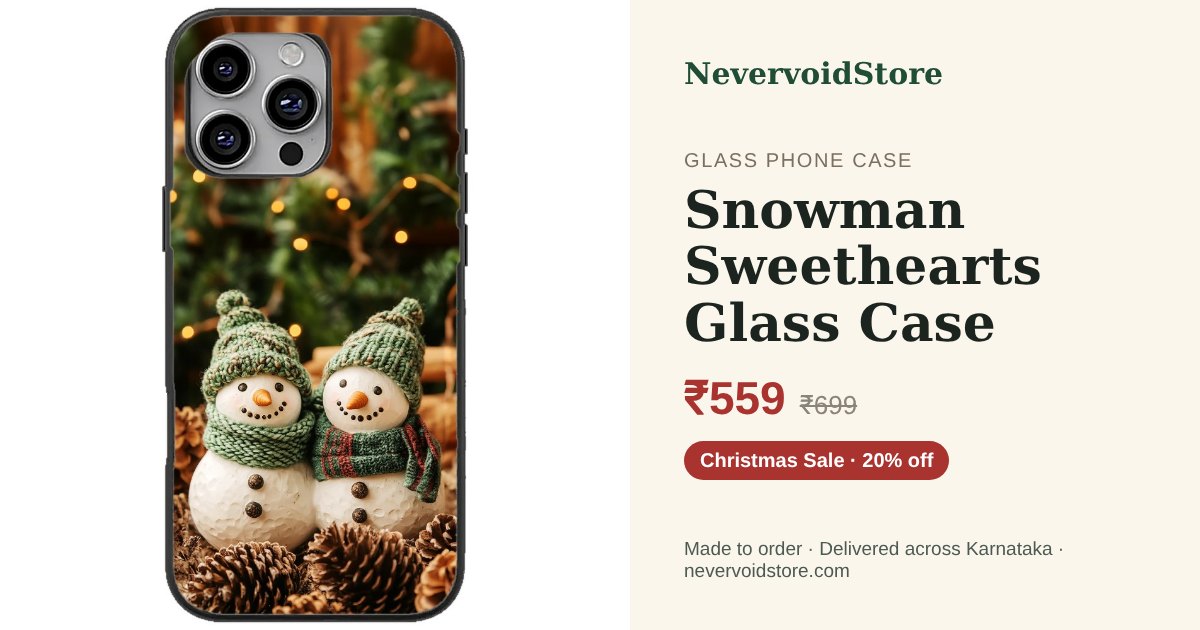 NevervoidStore
GLASS PHONE CASE
Snowman
Sweethearts
Glass Case
₹559 ₹699
Christmas Sale · 20% off
Made to order · Delivered across Karnataka ·
nevervoidstore.com